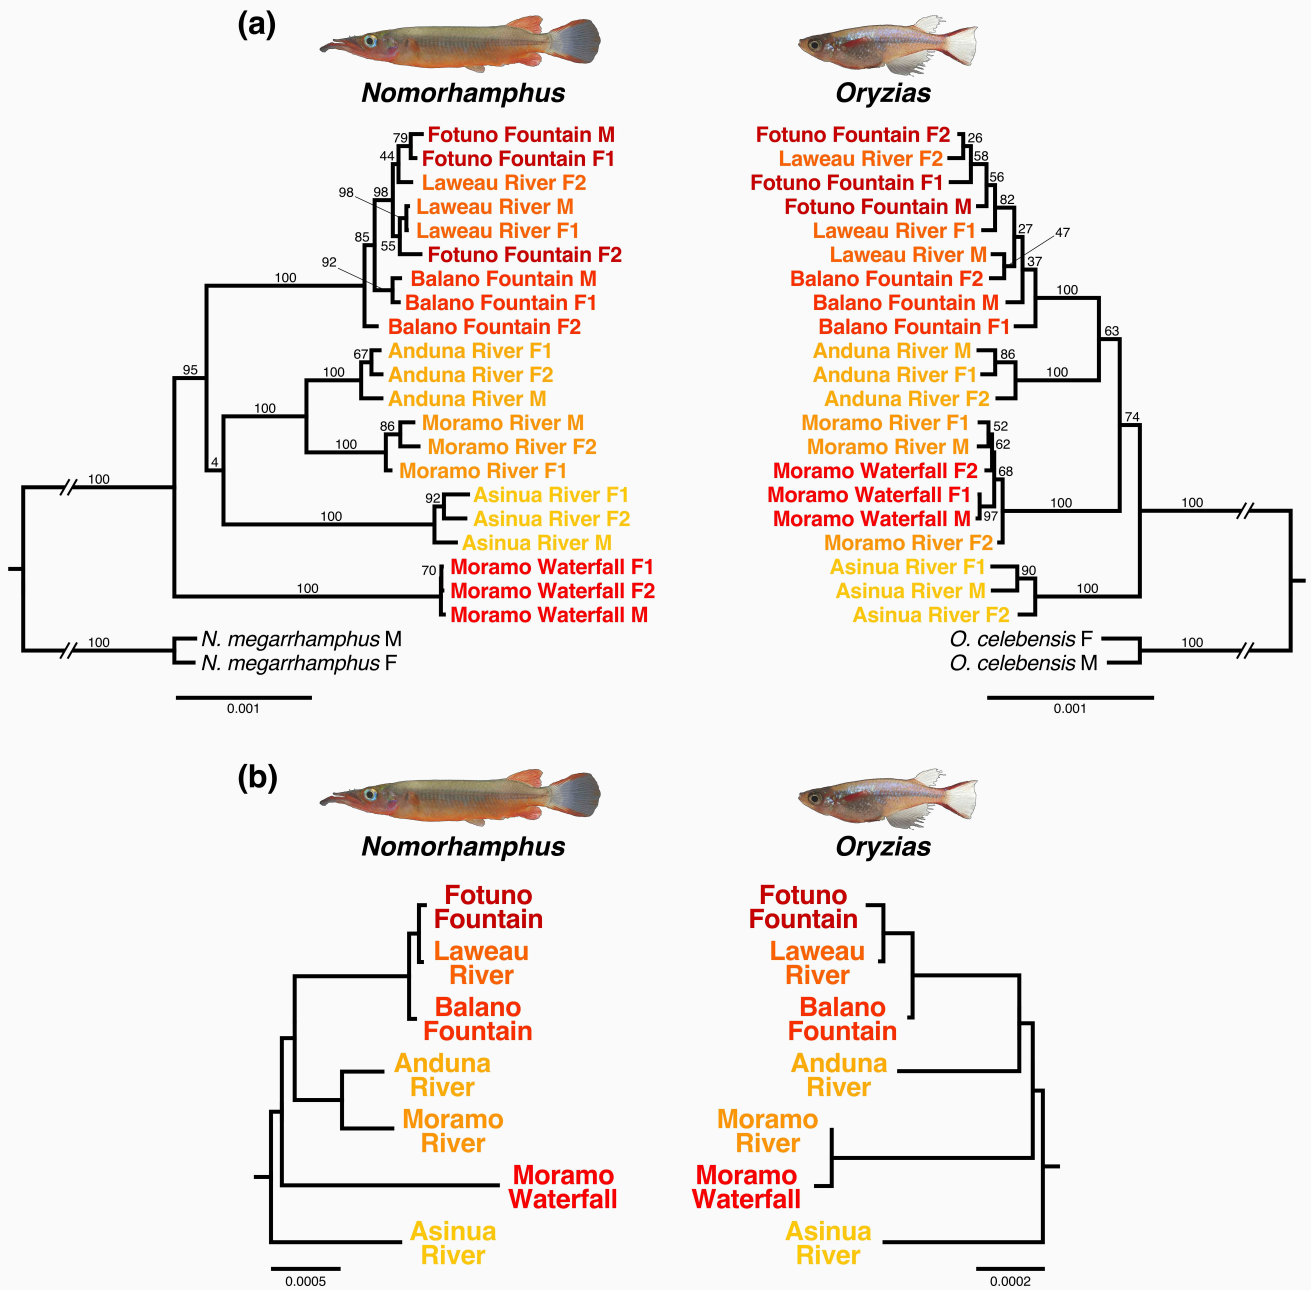 (a)
Nomorhamphus
79
44
98
98
85
55
92
100
Fotuno Fountain M
Fotuno Fountain F1
Laweau River F2
Laweau River M
Laweau River F1
Fotuno Fountain F2
Balano Fountain M
Balano Fountain F1
Balano Fountain F2
67
100
Anduna River F1
Anduna River F2
Anduna River M
95
100
86
100
Moramo River M
Moramo River F2
Moramo River F1
4
92
100
Asinua River F1
Asinua River F2
Asinua River M
100
70
100
Moramo Waterfall F1
Moramo Waterfall F2
Moramo Waterfall M
100
N. megarrhamphus M
N. megarrhamphus F
0.001
Oryzias
Fotuno Fountain F2
Laweau River F2
Fotuno Fountain F1
Fotuno Fountain M
Laweau River F1
Laweau River M
Balano Fountain F2
Balano Fountain M
Balano Fountain F1
26
58
56
82
27
47
37
100
63
Anduna River M
Anduna River F1
Anduna River F2
86
100
Moramo River F1
Moramo River M
Moramo Waterfall F2
Moramo Waterfall F1
Moramo Waterfall M
Moramo River F2
52
62
68
97
100
74
100
Asinua River F1
Asinua River M
Asinua River F2
90
100
O. celebensis F
O. celebensis M
100
0.001
(b)
Nomorhamphus
Fotuno
Fountain
Laweau
River
Balano
Fountain
Anduna
River
Moramo
River
Moramo
Waterfall
Asinua
River
0.0005
Oryzias
Fotuno
Fountain
Laweau
River
Balano
Fountain
Anduna
River
Moramo
River
Moramo
Waterfall
Asinua
River
0.0002